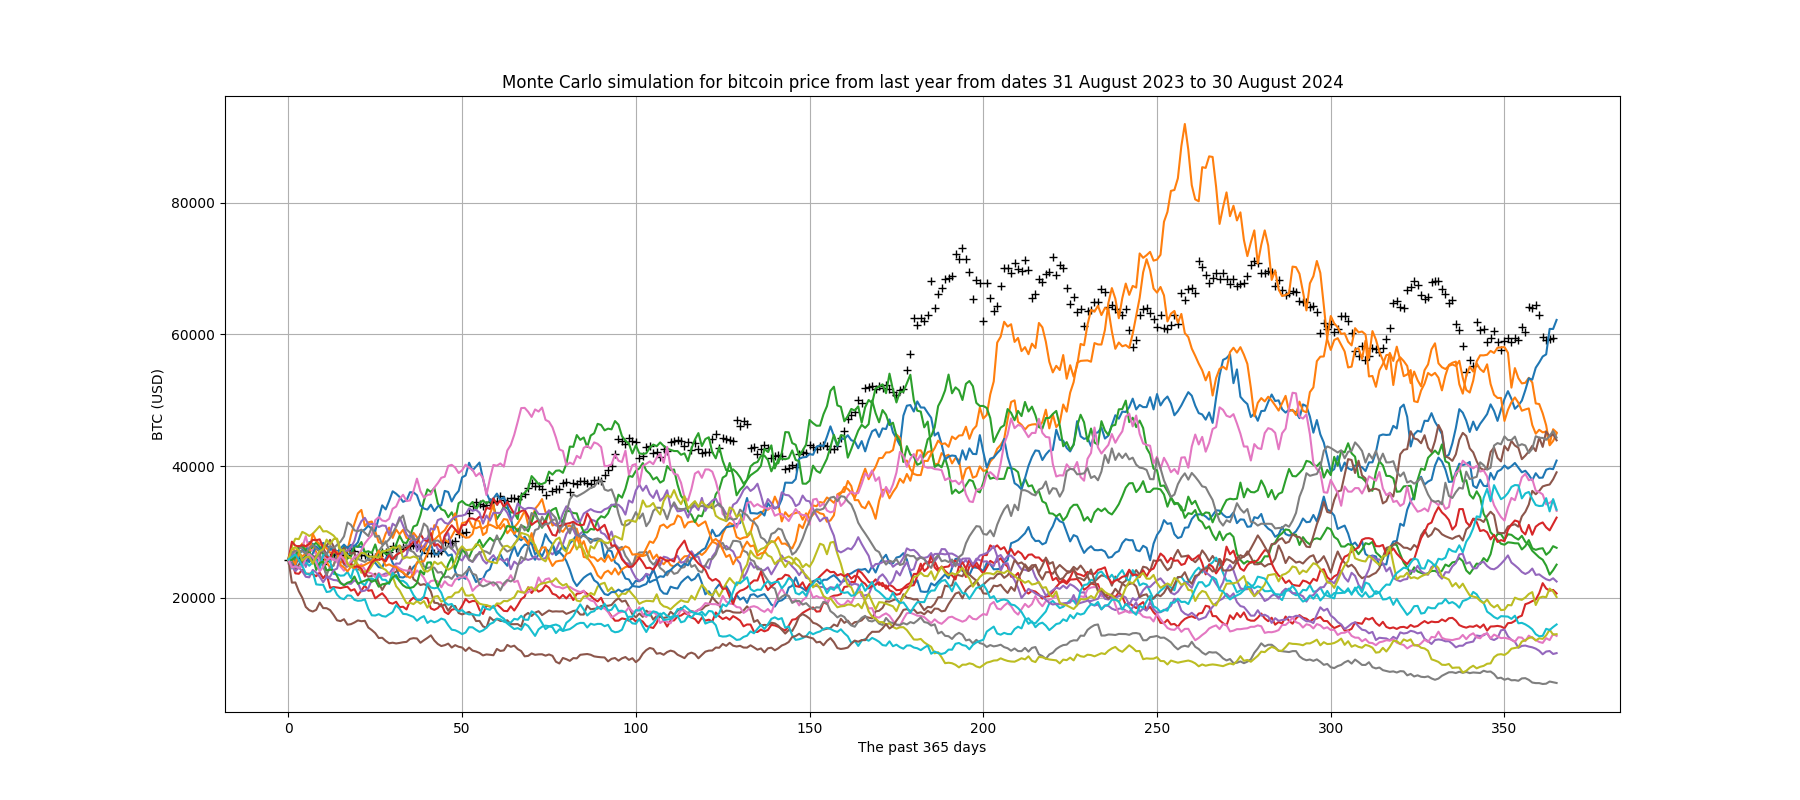 Monte Carlo simulation for bitcoin price from last year from dates 31 August 2023 to 30 August 2024
BTC (USD)
80000
60000
40000
20000
0 50 100 150 200 250 300 350
The past 365 days